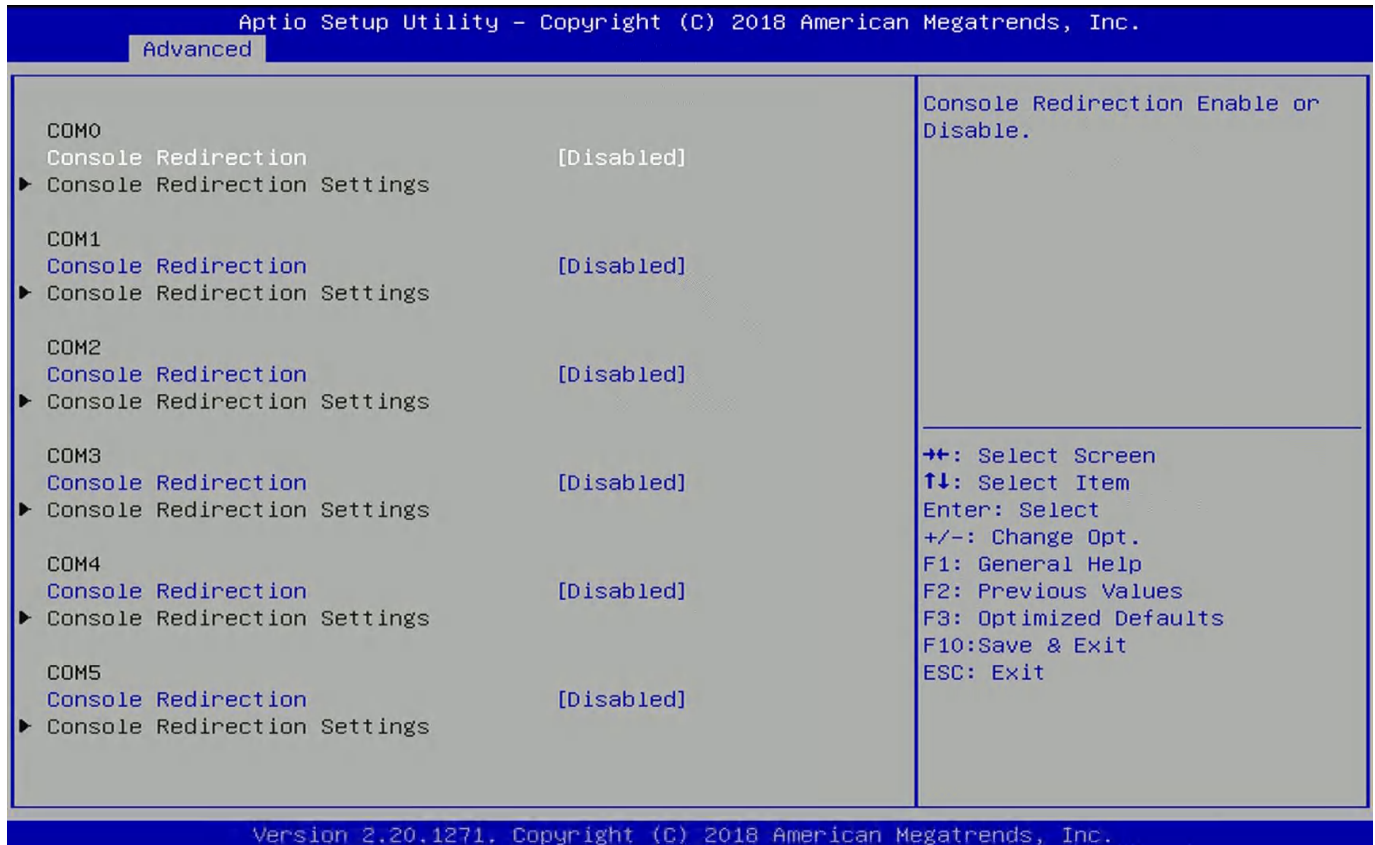 Aptio Setup Utility – Copyright (C) 2018 American Megatrends, Inc.
Advanced
COM0
Console Redirection [Disabled]
▶ Console Redirection Settings
COM1
Console Redirection [Disabled]
▶ Console Redirection Settings
COM2
Console Redirection [Disabled]
▶ Console Redirection Settings
COM3
Console Redirection [Disabled]
▶ Console Redirection Settings
COM4
Console Redirection [Disabled]
▶ Console Redirection Settings
COM5
Console Redirection [Disabled]
▶ Console Redirection Settings
Console Redirection Enable or
Disable.
→←: Select Screen
↑↓: Select Item
Enter: Select
+/-: Change Opt.
F1: General Help
F2: Previous Values
F3: Optimized Defaults
F10:Save & Exit
ESC: Exit
Version 2.20.1271. Copyright (C) 2018 American Megatrends, Inc.